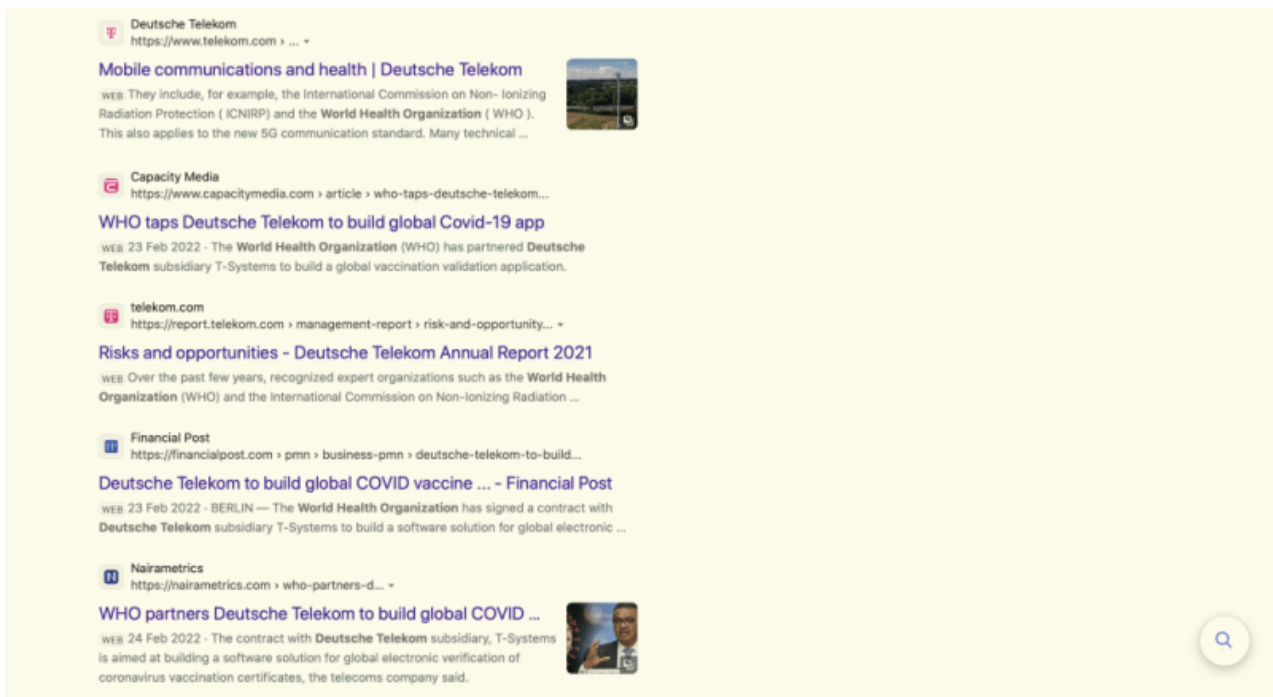 Deutsche Telekom
https://www.telekom.com › ...
Mobile communications and health | Deutsche Telekom
WEB They include, for example, the International Commission on Non- Ionizing
Radiation Protection ( ICNIRP) and the World Health Organization ( WHO ).
This also applies to the new 5G communication standard. Many technical ...
Capacity Media
https://www.capacitymedia.com › article › who-taps-deutsche-telekom...
WHO taps Deutsche Telekom to build global Covid-19 app
WEB 23 Feb 2022 · The World Health Organization (WHO) has partnered Deutsche
Telekom subsidiary T-Systems to build a global vaccination validation application.
telekom.com
https://report.telekom.com › management-report › risk-and-opportunity...
Risks and opportunities - Deutsche Telekom Annual Report 2021
WEB Over the past few years, recognized expert organizations such as the World Health
Organization (WHO) and the International Commission on Non-Ionizing Radiation ...
Financial Post
https://financialpost.com › pmn › business-pmn › deutsche-telekom-to-build...
Deutsche Telekom to build global COVID vaccine ... - Financial Post
WEB 23 Feb 2022 · BERLIN — The World Health Organization has signed a contract with
Deutsche Telekom subsidiary T-Systems to build a software solution for global electronic ...
Nairametrics
https://nairametrics.com › who-partners-d...
WHO partners Deutsche Telekom to build global COVID ...
WEB 24 Feb 2022 · The contract with Deutsche Telekom subsidiary, T-Systems
is aimed at building a software solution for global electronic verification of
coronavirus vaccination certificates, the telecoms company said.